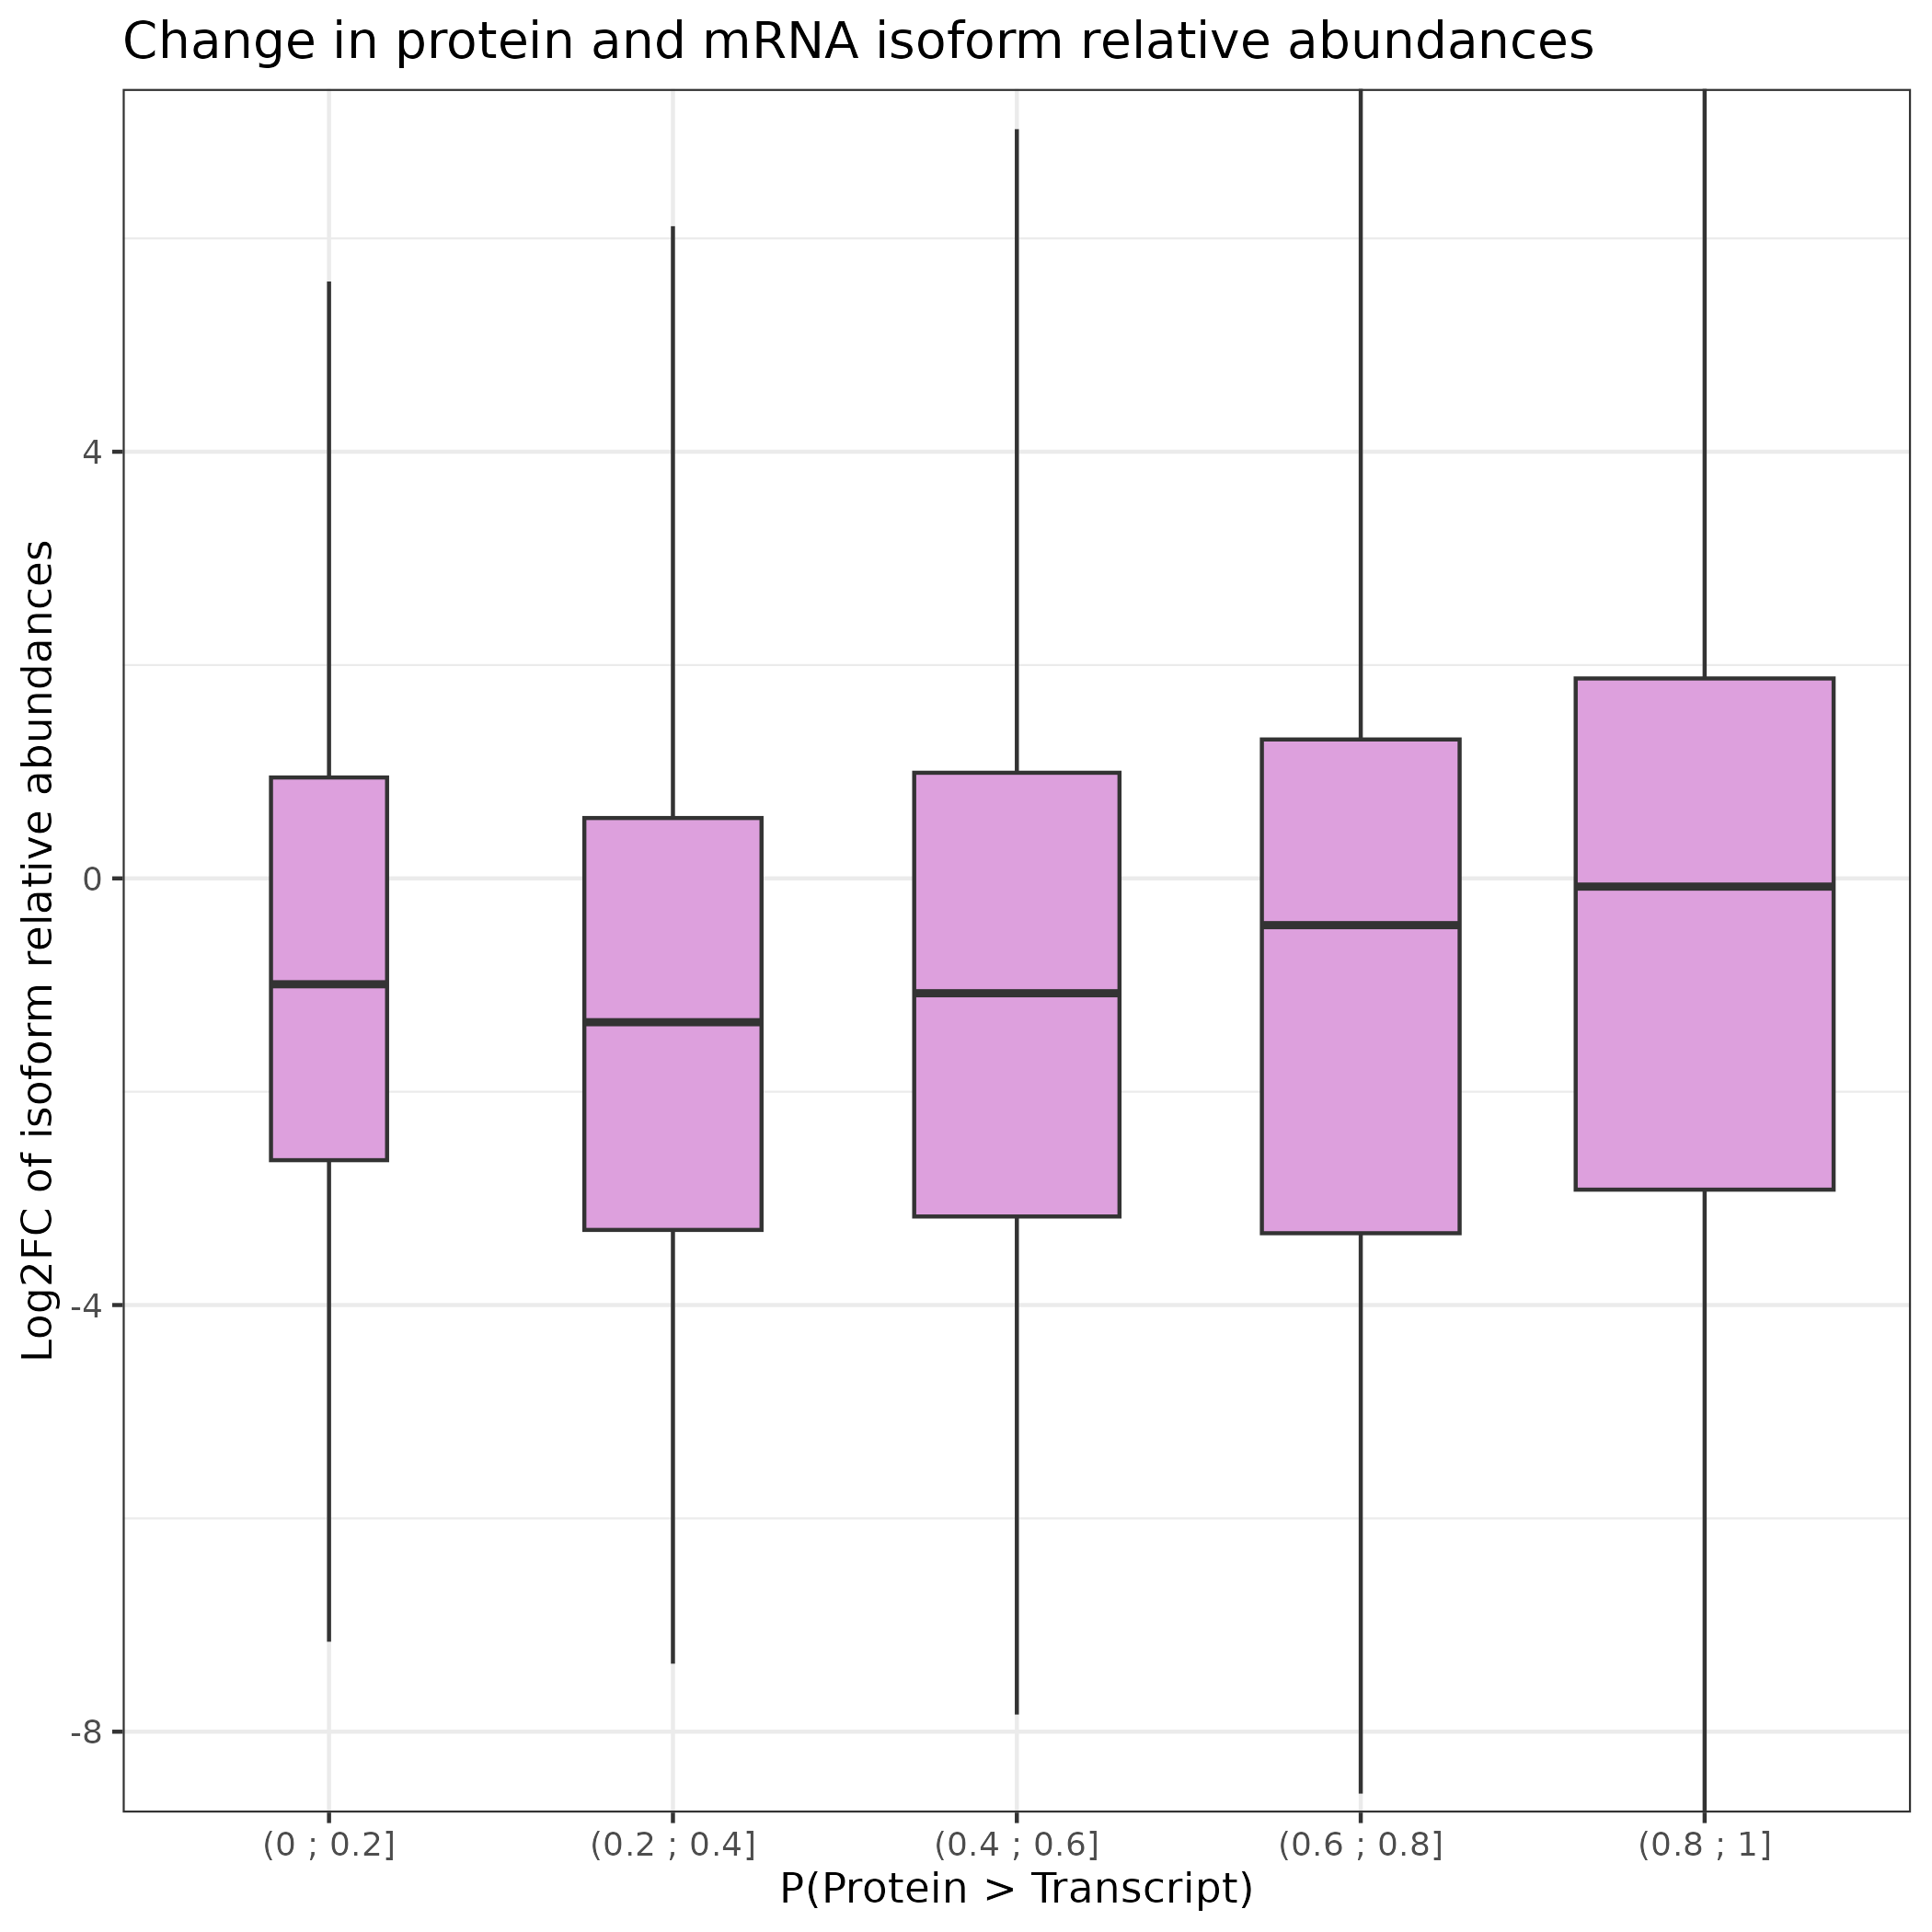 Change in protein and mRNA isoform relative abundances
Log2FC of isoform relative abundances
4
0
-4
-8
(0 ; 0.2]
(0.2 ; 0.4]
(0.4 ; 0.6]
(0.6 ; 0.8]
(0.8 ; 1]
P(Protein > Transcript)